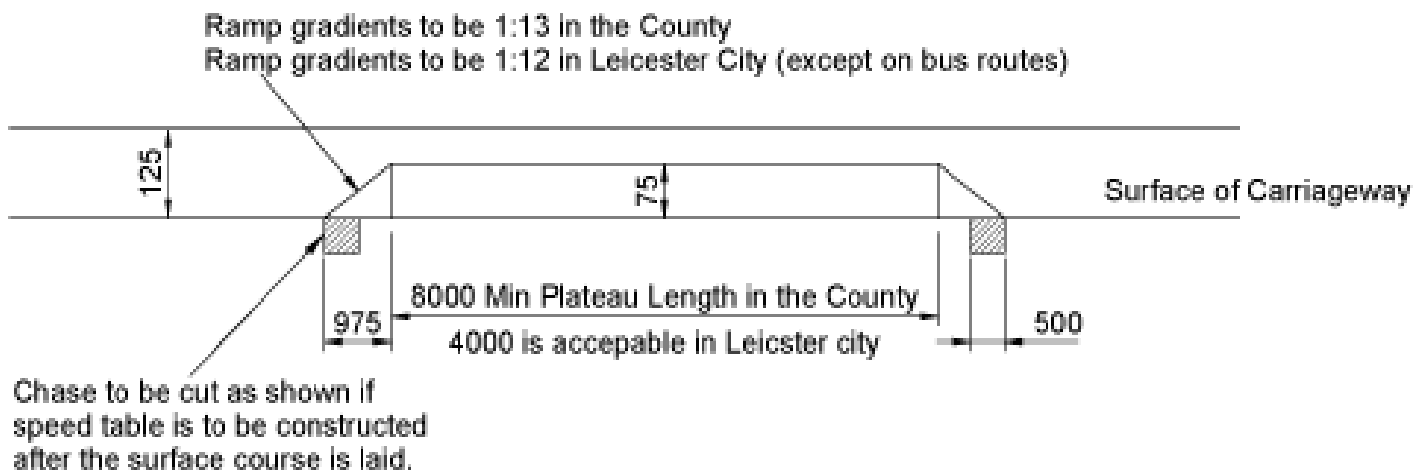 Ramp gradients to be 1:13 in the County
Ramp gradients to be 1:12 in Leicester City (except on bus routes)
125
75
Surface of Carriageway
8000 Min Plateau Length in the County
975
500
4000 is accepable in Leicster city
Chase to be cut as shown if
speed table is to be constructed
after the surface course is laid.